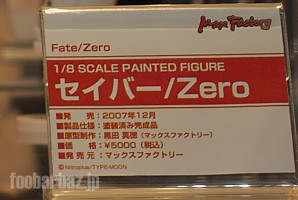 Max Factory
Fate/Zero
1/8 SCALE PAINTED FIGURE
セイバー/Zero
■発　売：2007年12月
■製品仕様：塗装済み完成品
■原型制作：黒田 真徳（マックスファクトリー）
■価　格：¥5000（税込）
■発売元：マックスファクトリー
©Nitroplus/TYPE-MOON
foobarbaz.jp